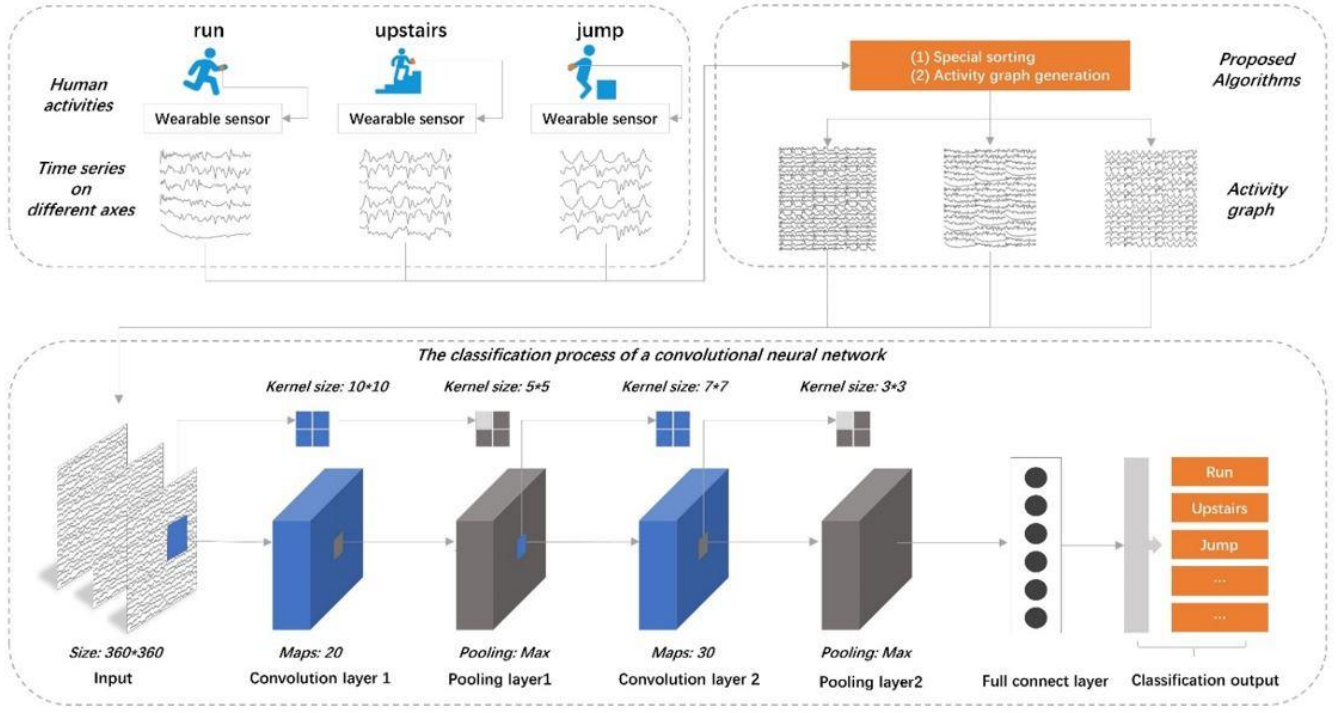 run
upstairs
jump
Human
activities
Wearable sensor
Wearable sensor
Wearable sensor
Time series
on
different axes
(1) Special sorting
(2) Activity graph generation
Proposed
Algorithms
Activity
graph
The classification process of a convolutional neural network
Kernel size: 10*10
Kernel size: 5*5
Kernel size: 7*7
Kernel size: 3*3
Run
Upstairs
Jump
...
...
Size: 360*360
Maps: 20
Pooling: Max
Maps: 30
Pooling: Max
Input
Convolution layer 1
Pooling layer1
Convolution layer 2
Pooling layer2
Full connect layer
Classification output